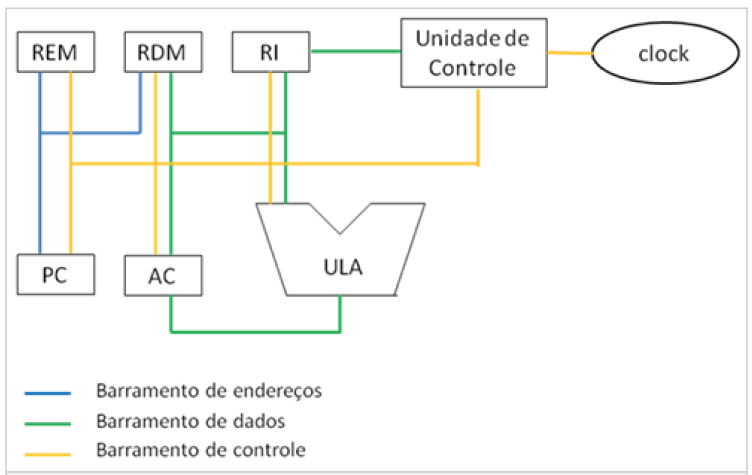 REM
RDM
RI
Unidade de
Controle
clock
PC
AC
ULA
Barramento de endereços
Barramento de dados
Barramento de controle